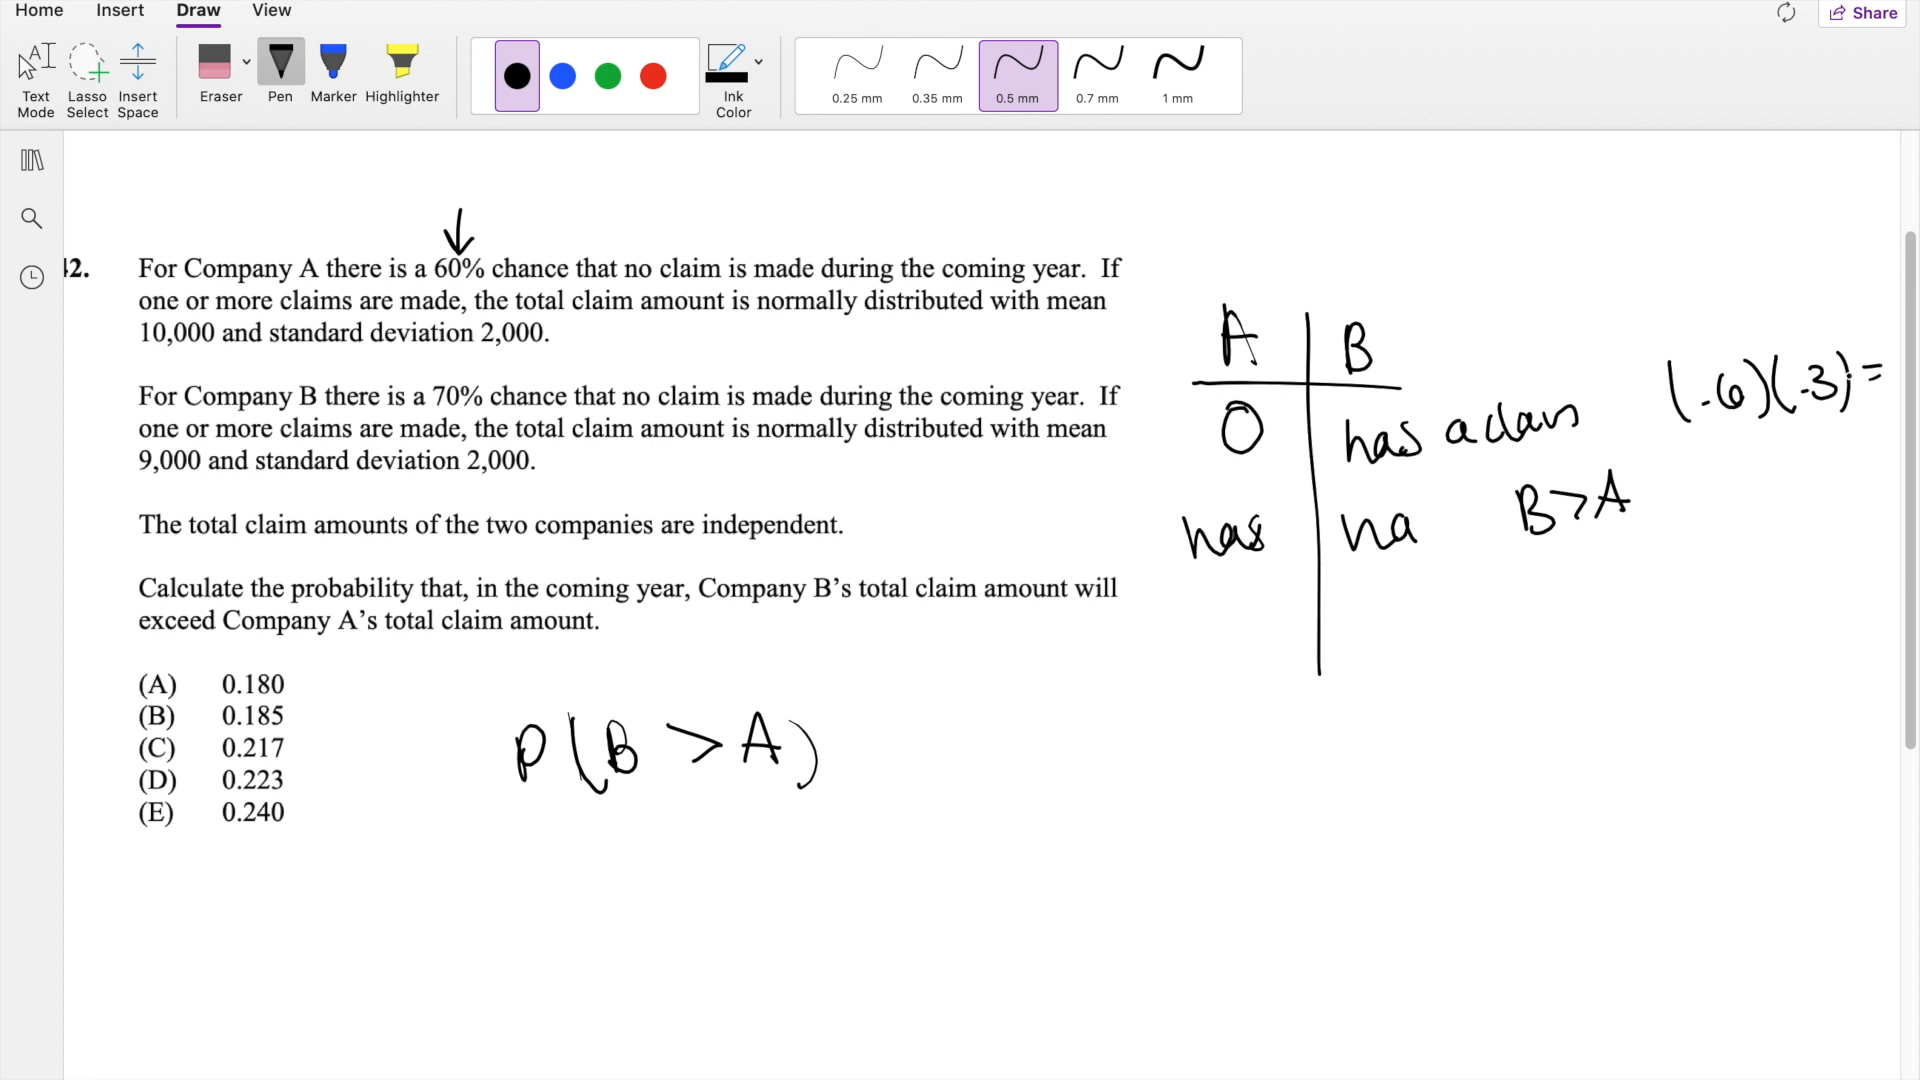 Home Insert Draw View
Share
Text Mode Lasso Select Insert Space Eraser Pen Marker Highlighter Ink Color
0.25 mm 0.35 mm 0.5 mm 0.7 mm 1 mm
42. For Company A there is a 60% chance that no claim is made during the coming year. If
one or more claims are made, the total claim amount is normally distributed with mean
10,000 and standard deviation 2,000.
For Company B there is a 70% chance that no claim is made during the coming year. If
one or more claims are made, the total claim amount is normally distributed with mean
9,000 and standard deviation 2,000.
The total claim amounts of the two companies are independent.
Calculate the probability that, in the coming year, Company B’s total claim amount will
exceed Company A’s total claim amount.
(A) 0.180
(B) 0.185
(C) 0.217
(D) 0.223
(E) 0.240
P(B > A)
A B
0 has a (.6)(.3)=
has ha B>A